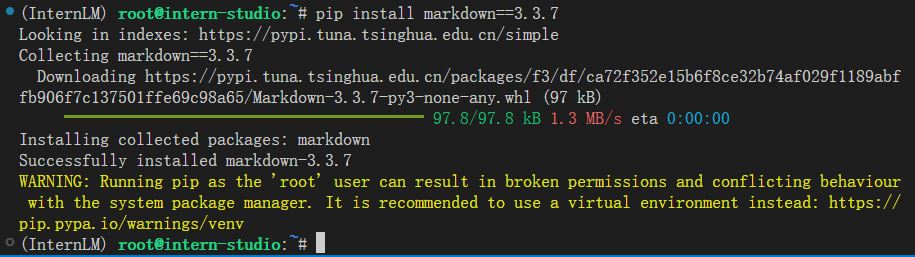 (InternLM) root@intern-studio:~# pip install markdown==3.3.7
Looking in indexes: https://pypi.tuna.tsinghua.edu.cn/simple
Collecting markdown==3.3.7
Downloading https://pypi.tuna.tsinghua.edu.cn/packages/f3/df/ca72f352e15b6f8ce32b74af029f1189abf
fb906f7c137501ffe69c98a65/Markdown-3.3.7-py3-none-any.whl (97 kB)
97.8/97.8 kB 1.3 MB/s eta 0:00:00
Installing collected packages: markdown
Successfully installed markdown-3.3.7
WARNING: Running pip as the 'root' user can result in broken permissions and conflicting behaviour
with the system package manager. It is recommended to use a virtual environment instead: https://
pip.pypa.io/warnings/venv
(InternLM) root@intern-studio:~#